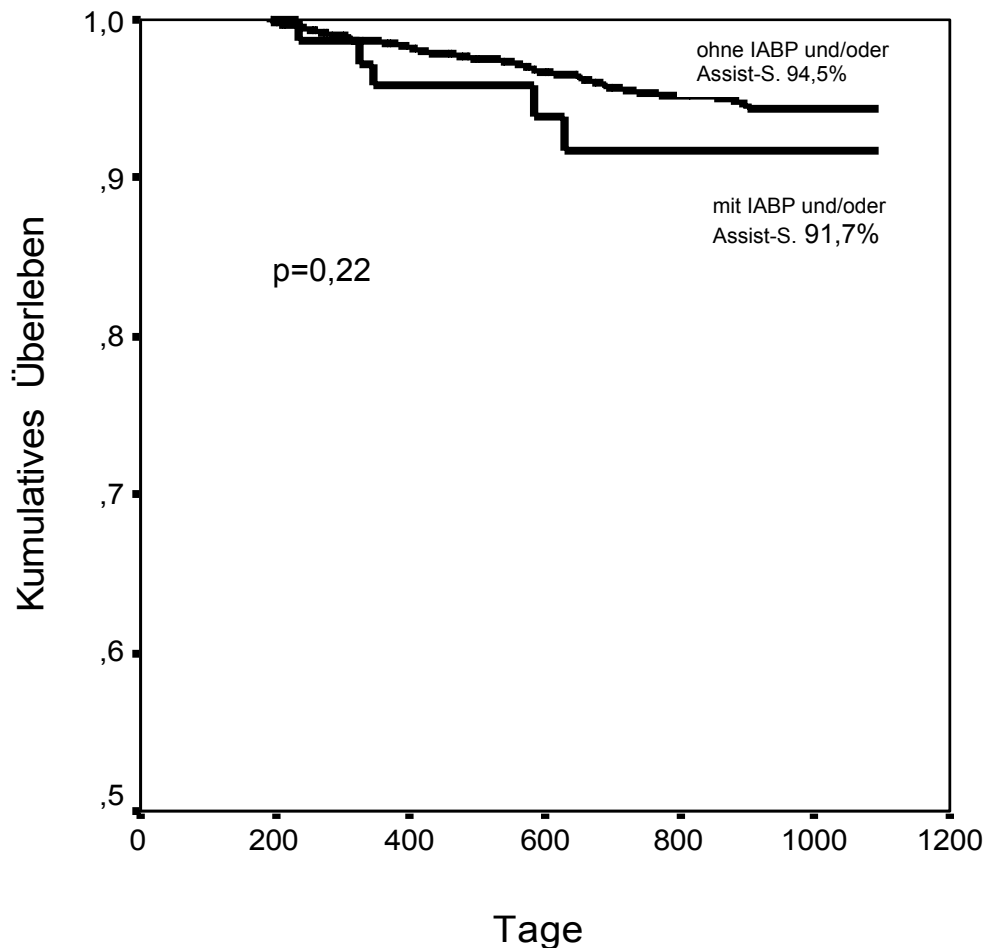 1,0
,9
,8
,7
,6
,5
Kumulatives Überleben
ohne IABP und/oder
Assist-S. 94,5%
mit IABP und/oder
Assist-S. 91,7%
p=0,22
0 200 400 600 800 1000 1200
Tage